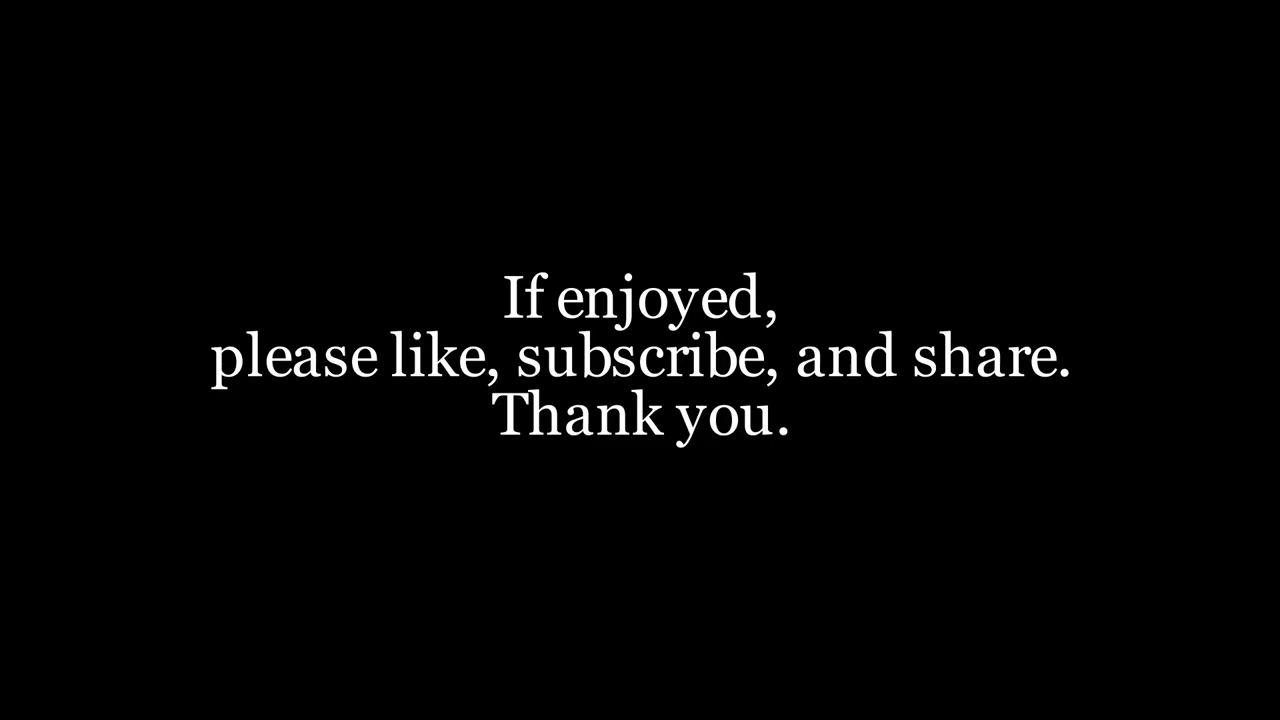 If enjoyed,
please like, subscribe, and share.
Thank you.